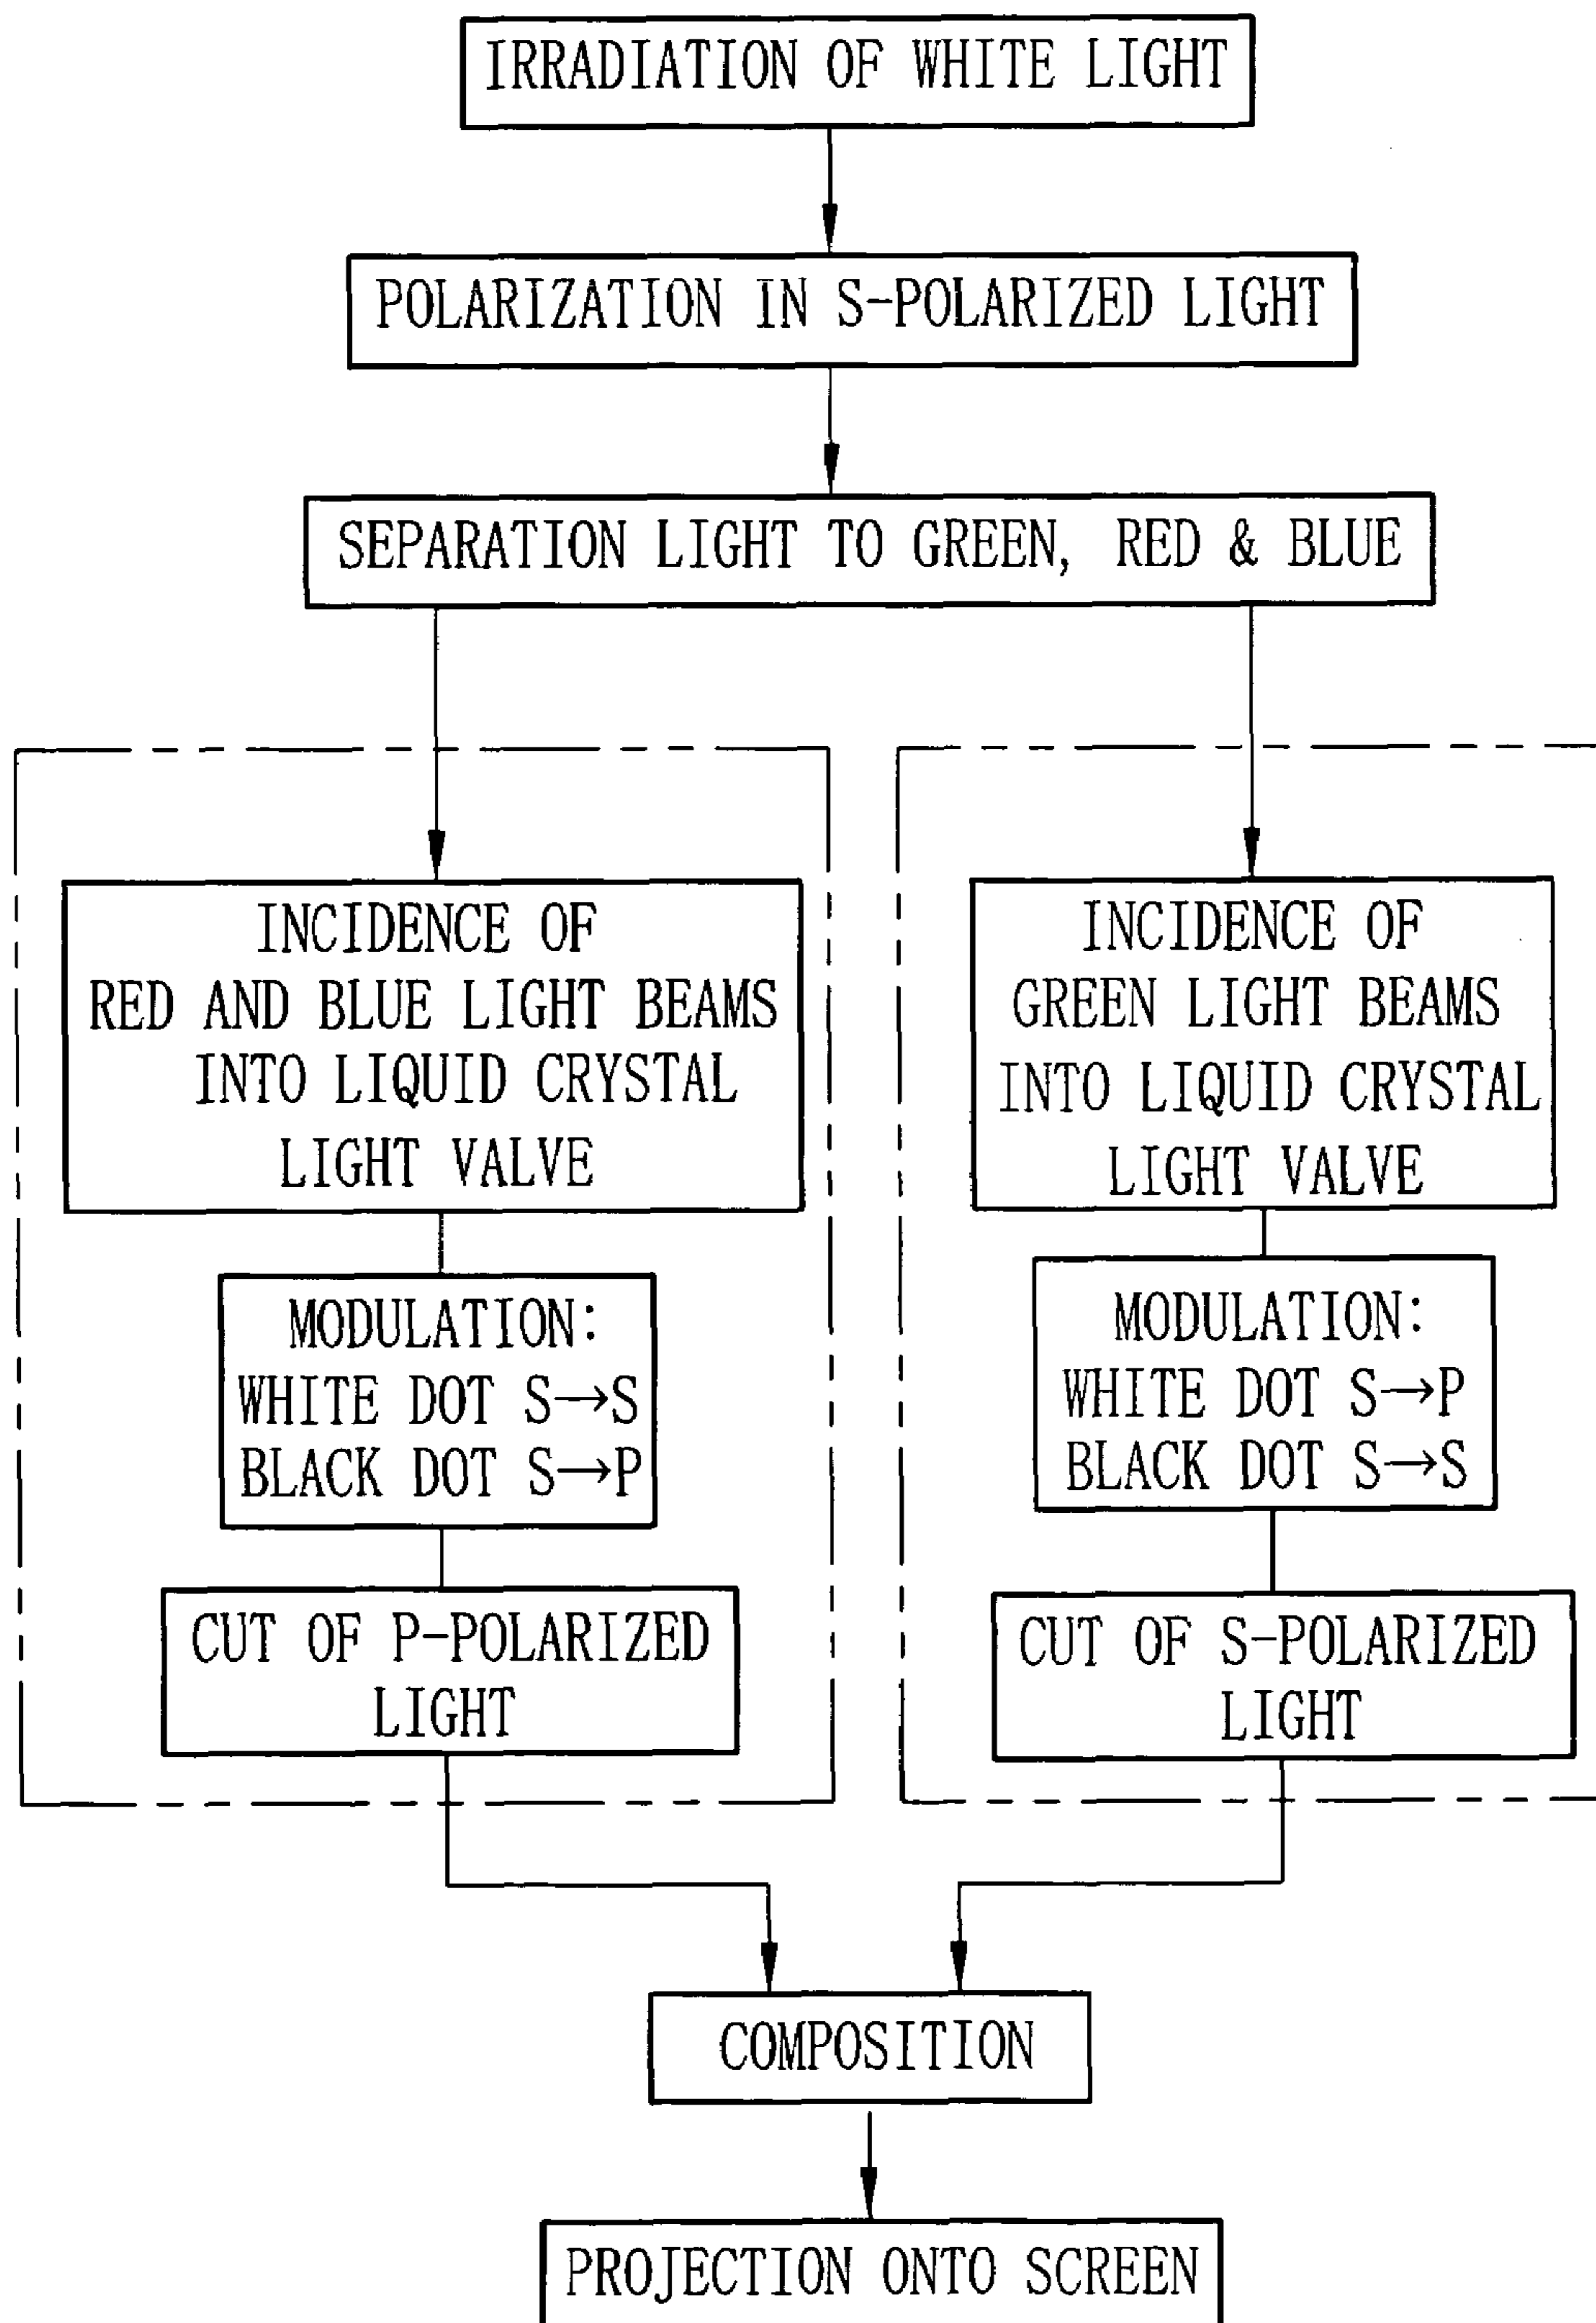 IRRADIATION OF WHITE LIGHT
POLARIZATION IN S-POLARIZED LIGHT
SEPARATION LIGHT TO GREEN, RED & BLUE
INCIDENCE OF
RED AND BLUE LIGHT BEAMS
INTO LIQUID CRYSTAL
LIGHT VALVE
MODULATION:
WHITE DOT S→S
BLACK DOT S→P
CUT OF P-POLARIZED
LIGHT
INCIDENCE OF
GREEN LIGHT BEAMS
INTO LIQUID CRYSTAL
LIGHT VALVE
MODULATION:
WHITE DOT S→P
BLACK DOT S→S
CUT OF S-POLARIZED
LIGHT
COMPOSITION
PROJECTION ONTO SCREEN